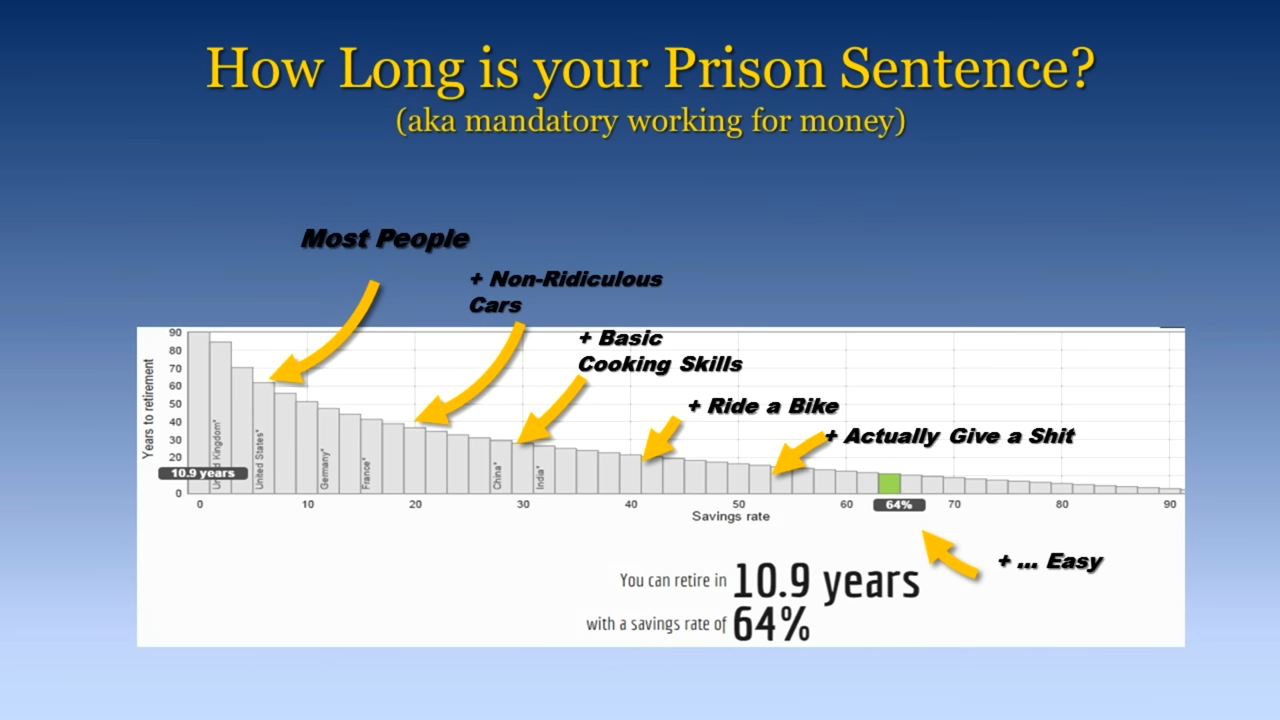 How Long is your Prison Sentence?
(aka mandatory working for money)
Most People
+ Non-Ridiculous
Cars
+ Basic
Cooking Skills
+ Ride a Bike
+ Actually Give a Shit
Years to retirement
90
80
70
60
50
40
30
20
0
10.9 years
Kingdom*
United States*
Germany*
France*
China*
India*
0
10
20
30
40
50
60
64%
70
80
90
Savings rate
+ ... Easy
You can retire in 10.9 years
with a savings rate of 64%